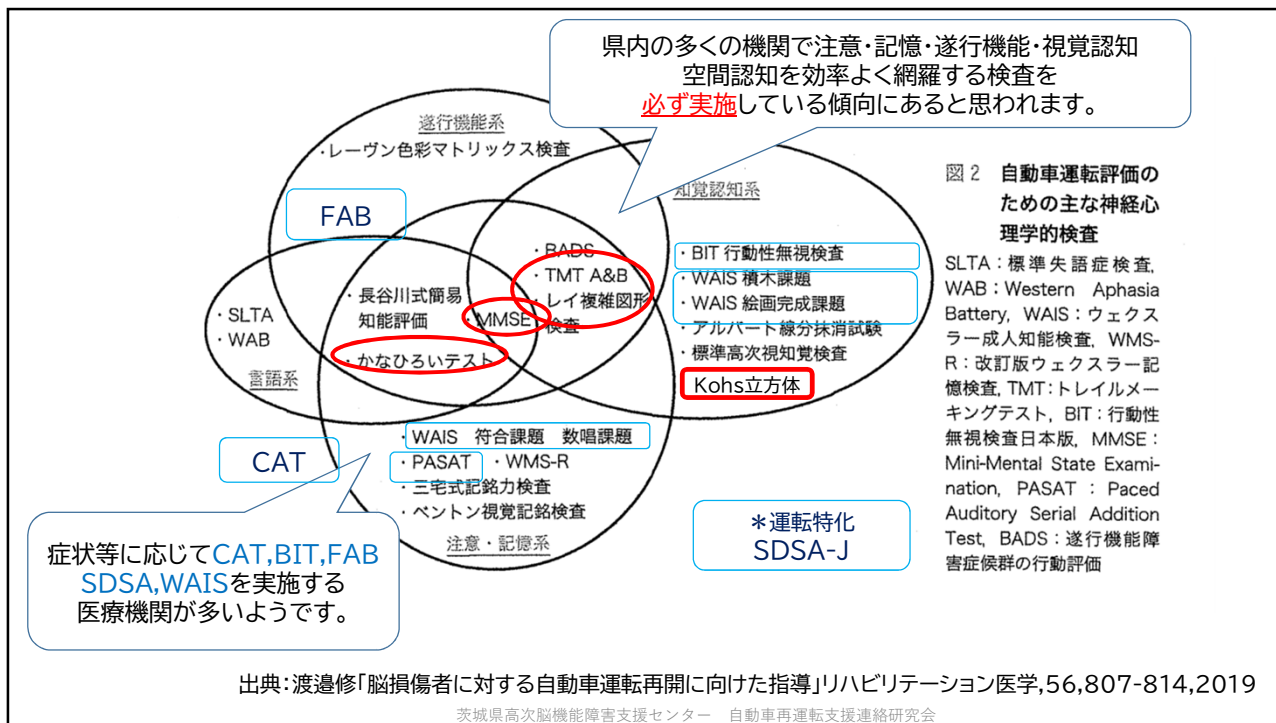 県内の多くの機関で注意・記憶・遂行機能・視覚認知
空間認知を効率よく網羅する検査を
必ず実施している傾向にあると思われます。
遂行機能系
・レーヴン色彩マトリックス検査
FAB
知覚認知系
・BADS
・TMT A&B
・レイ複雑図形
検査
・BIT 行動性無視検査
・WAIS 積木課題
・WAIS 絵画完成課題
・アルバート線分抹消試験
・標準高次視知覚検査
Kohs立方体
・長谷川式簡易
知能評価
・MMSE
・かなひろいテスト
・SLTA
・WAB
言語系
CAT
・WAIS 符合課題 数唱課題
・PASAT ・WMS-R
・三宅式記銘力検査
・ベントン視覚記銘検査
注意・記憶系
*運転特化
SDSA-J
症状等に応じてCAT,BIT,FAB
SDSA,WAISを実施する
医療機関が多いようです。
図2 自動車運転評価の
ための主な神経心
理学的検査
SLTA:標準失語症検査,
WAB:Western Aphasia
Battery, WAIS:ウェクス
ラー成人知能検査, WMS-
R:改訂版ウェクスラー記
憶検査, TMT:トレイルメー
キングテスト, BIT:行動性
無視検査日本版, MMSE:
Mini-Mental State Exami-
nation, PASAT : Paced
Auditory Serial Addition
Test, BADS:遂行機能障
害症候群の行動評価
出典:渡邉修「脳損傷者に対する自動車運転再開に向けた指導」リハビリテーション医学,56,807-814,2019
茨城県高次脳機能障害支援センター 自動車再運転支援連絡研究会